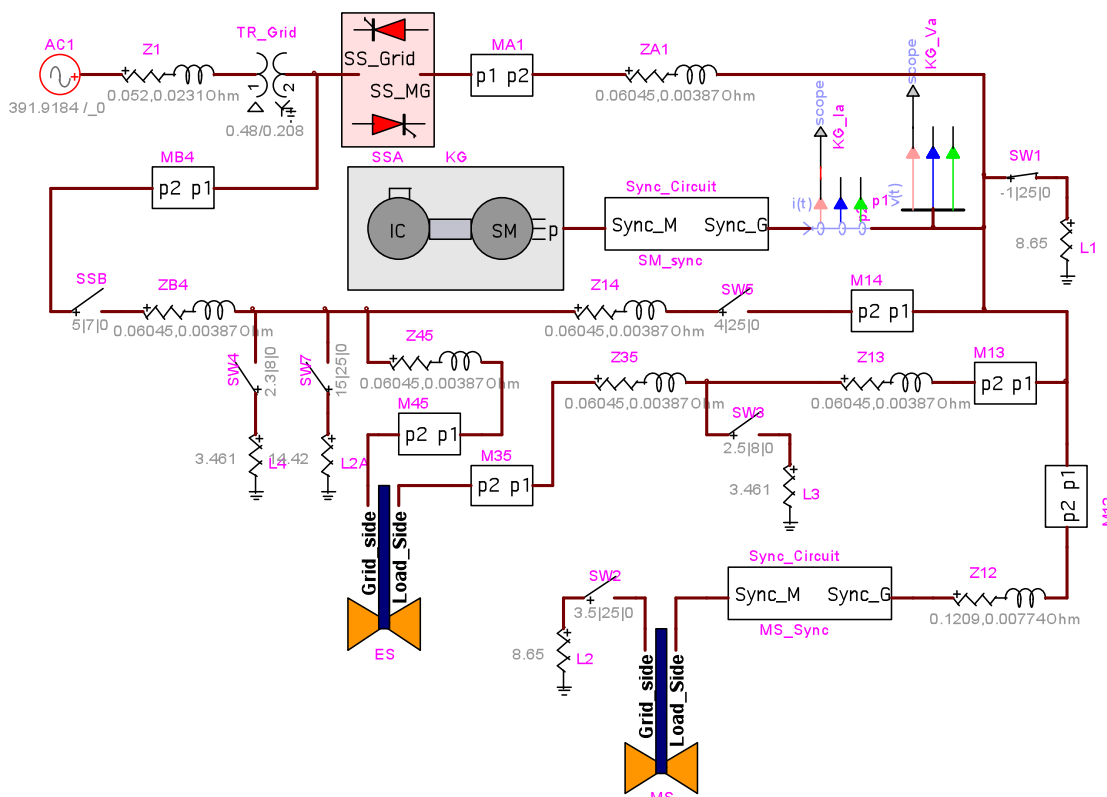 AC1
Z1
TR_Grid
391.9184 /_0
0.052,0.0231Ohm
1
2
0.48/0.208
SS_Grid
SS_MG
MA1
p1 p2
ZA1
0.06045,0.00387Ohm
scope
KG_Va
scope
KG_Ia
MB4
p2 p1
SSA
KG
IC
SM
p
Sync_Circuit
Sync_M
Sync_G
SM_sync
i(t)
p1
p
v(t)
SW1
-1|25|0
8.65
L1
SSB
5|7|0
ZB4
0.06045,0.00387Ohm
Z14
0.06045,0.00387Ohm
SW5
4|25|0
M14
p2 p1
SW4
2.3|8|0
SW7
15|25|0
Z45
0.06045,0.00387Ohm
Z35
0.06045,0.00387Ohm
Z13
0.06045,0.00387Ohm
M13
p2 p1
M45
p2 p1
SW3
2.5|8|0
3.461
L4
14.42
L2A
M35
p2 p1
3.461
L3
p2 p1
Grid_side
Load_Side
ES
SW2
3.5|25|0
8.65
L2
Sync_Circuit
Sync_M
Sync_G
MS_Sync
Z12
0.1209,0.00774Ohm
Grid_side
Load_Side